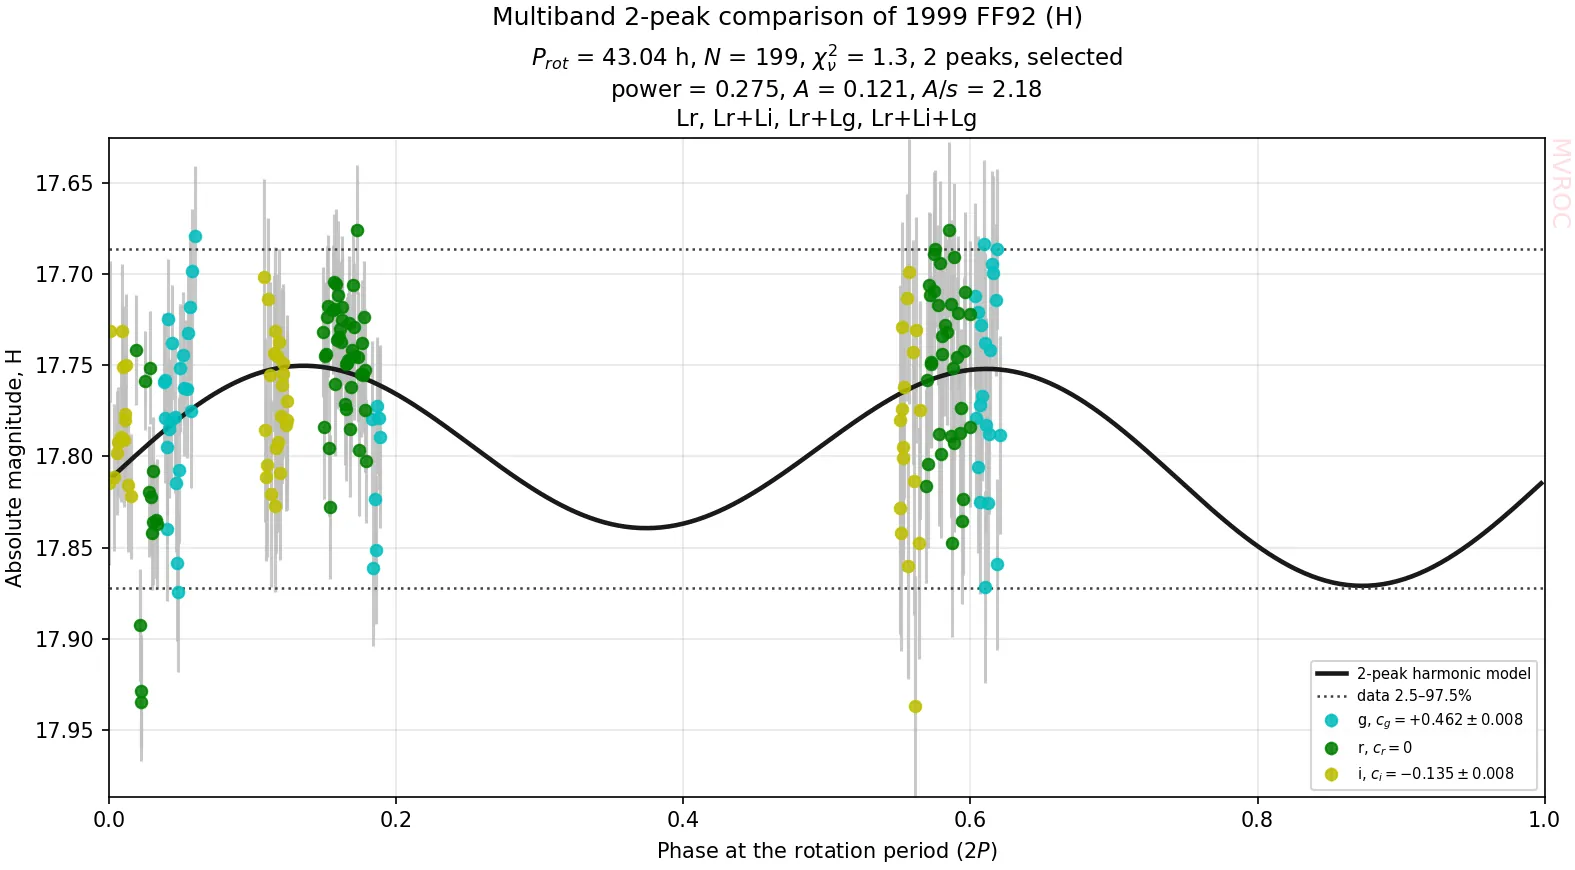 Multiband 2-peak comparison of 1999 FF92 (H)
P_rot = 43.04 h, N = 199, χ²_ν = 1.3, 2 peaks, selected
power = 0.275, A = 0.121, A/s = 2.18
Lr, Lr+Li, Lr+Lg, Lr+Li+Lg
MVROC
Absolute magnitude, H
17.65
17.70
17.75
17.80
17.85
17.90
17.95
2-peak harmonic model
data 2.5–97.5%
g, c_g = +0.462 ± 0.008
r, c_r = 0
i, c_i = −0.135 ± 0.008
0.0 0.2 0.4 0.6 0.8 1.0
Phase at the rotation period (2P)